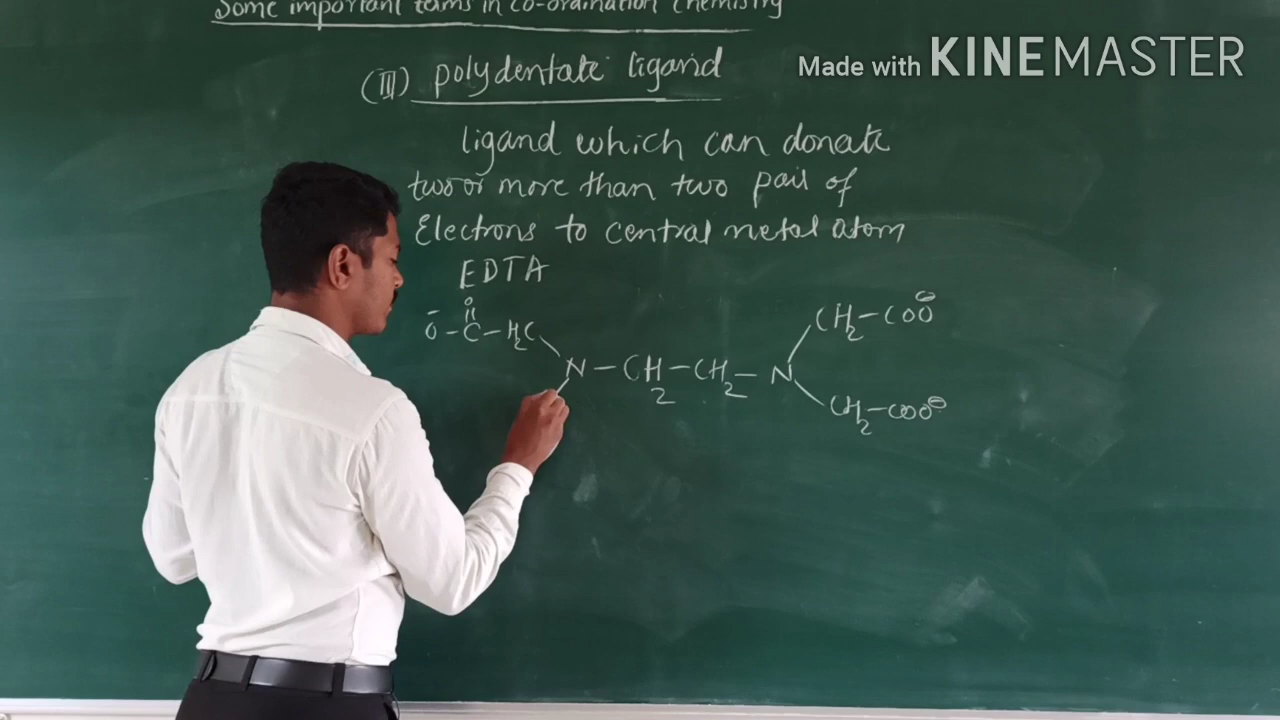 Some important terms in co-ordination chemistry
Made with KINEMASTER
(III) polydentate ligand
ligand which can donate
two or more than two pair of
Electrons to central metal atom
EDTA
O⁻-C(=O)-H₂C
CH₂-COO⊖
N-CH₂-CH₂-N
CH₂-COO⊖